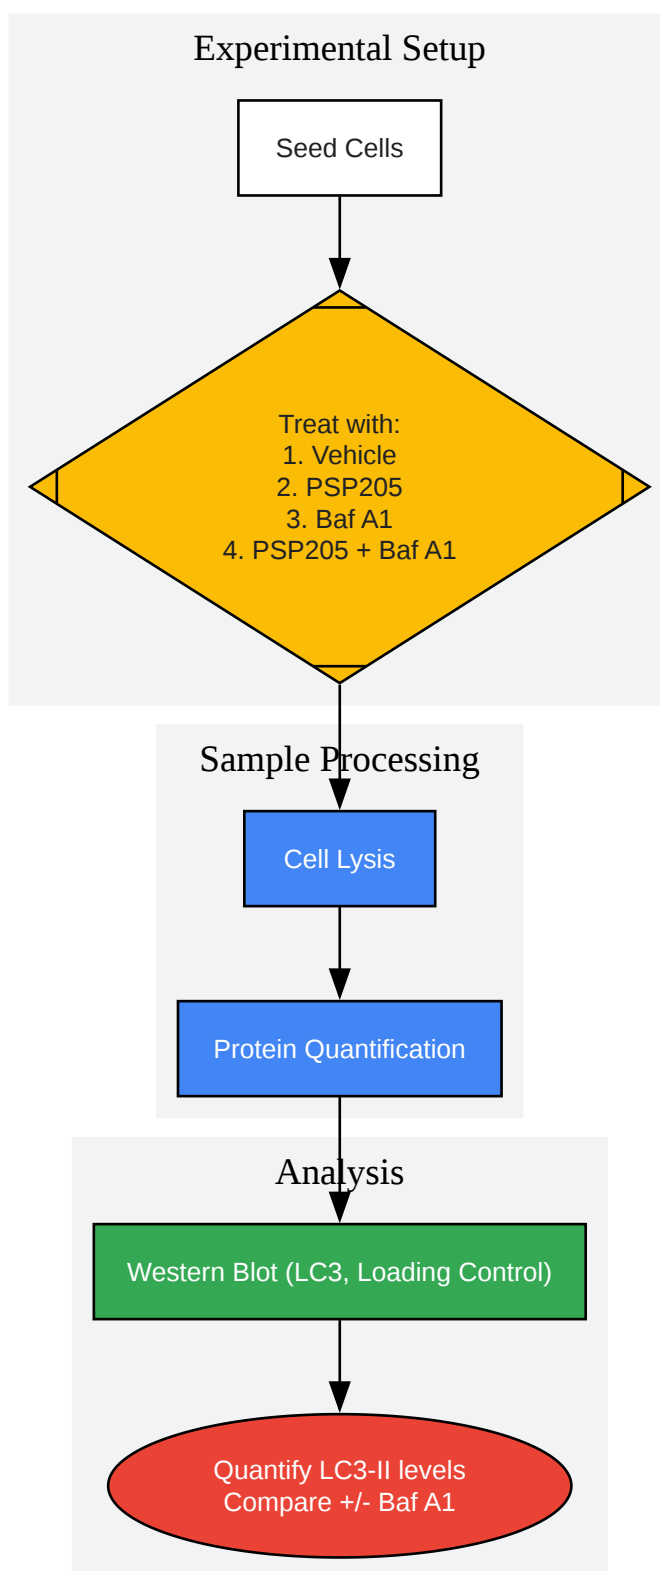 Experimental Setup
Seed Cells
Treat with:
1. Vehicle
2. PSP205
3. Baf A1
4. PSP205 + Baf A1
Sample Processing
Cell Lysis
Protein Quantification
Analysis
Western Blot (LC3, Loading Control)
Quantify LC3-II levels
Compare +/- Baf A1